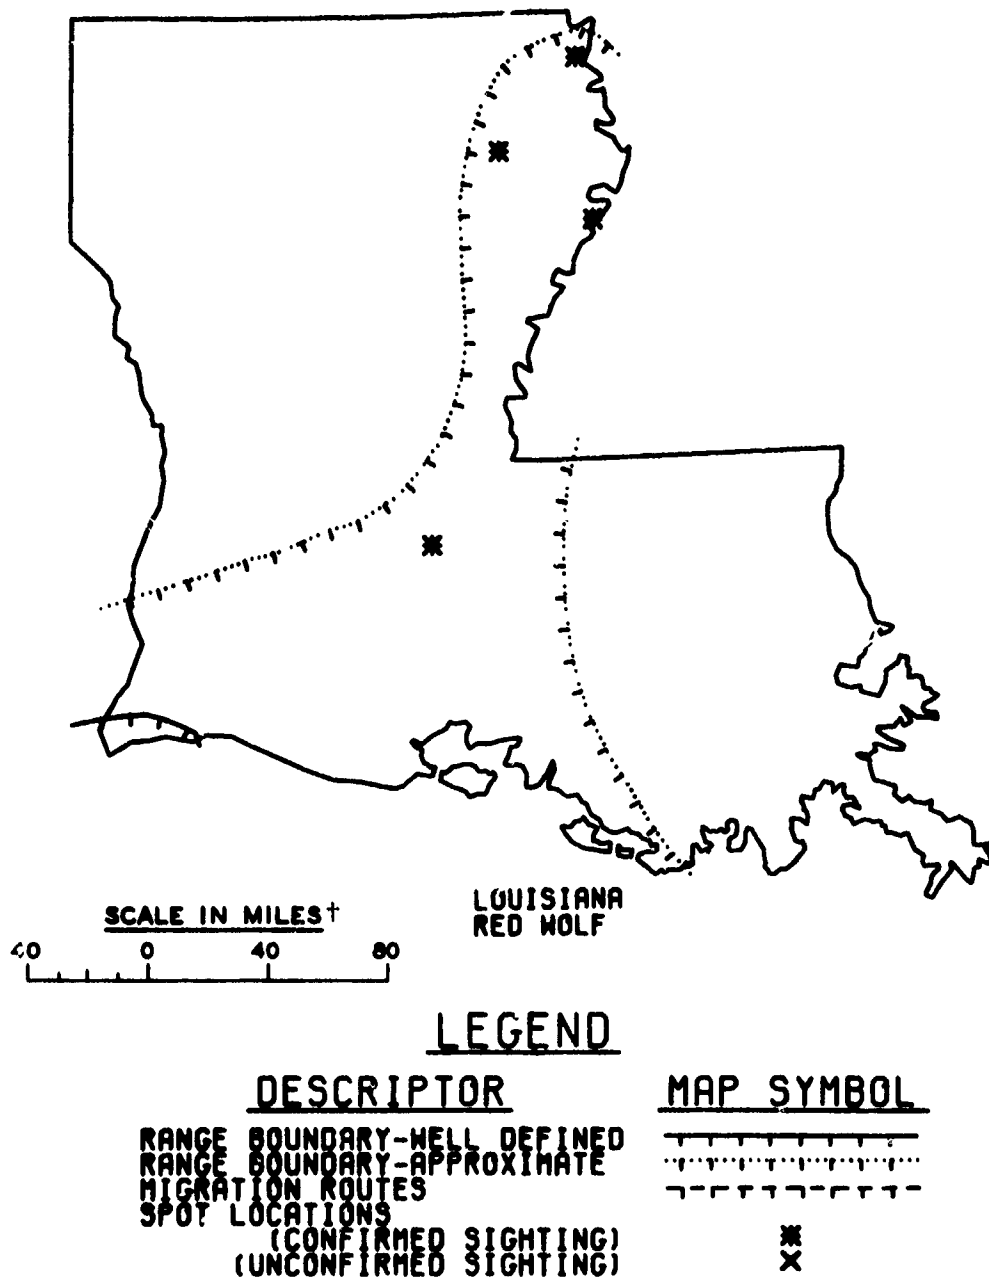 LOUISIANA
RED WOLF
SCALE IN MILES†
40 0 40 80
LEGEND
DESCRIPTOR MAP SYMBOL
RANGE BOUNDARY-WELL DEFINED
RANGE BOUNDARY-APPROXIMATE
MIGRATION ROUTES
SPOT LOCATIONS
(CONFIRMED SIGHTING)
(UNCONFIRMED SIGHTING)